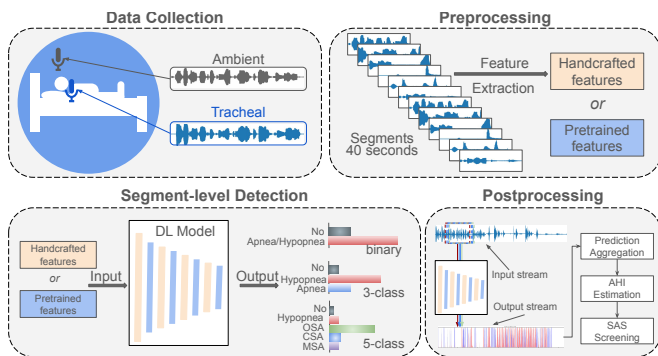 Data Collection
Ambient
Tracheal
Preprocessing
Segments
40 seconds
Feature
Extraction
Handcrafted
features
or
Pretrained
features
Segment-level Detection
Handcrafted
features
or
Pretrained
features
Input
DL Model
Output
No
Apnea/Hypopnea
binary
No
Hypopnea
Apnea
3-class
No
Hypopnea
OSA
CSA
MSA
5-class
Postprocessing
Input stream
Output stream
Prediction
Aggregation
AHI
Estimation
SAS
Screening